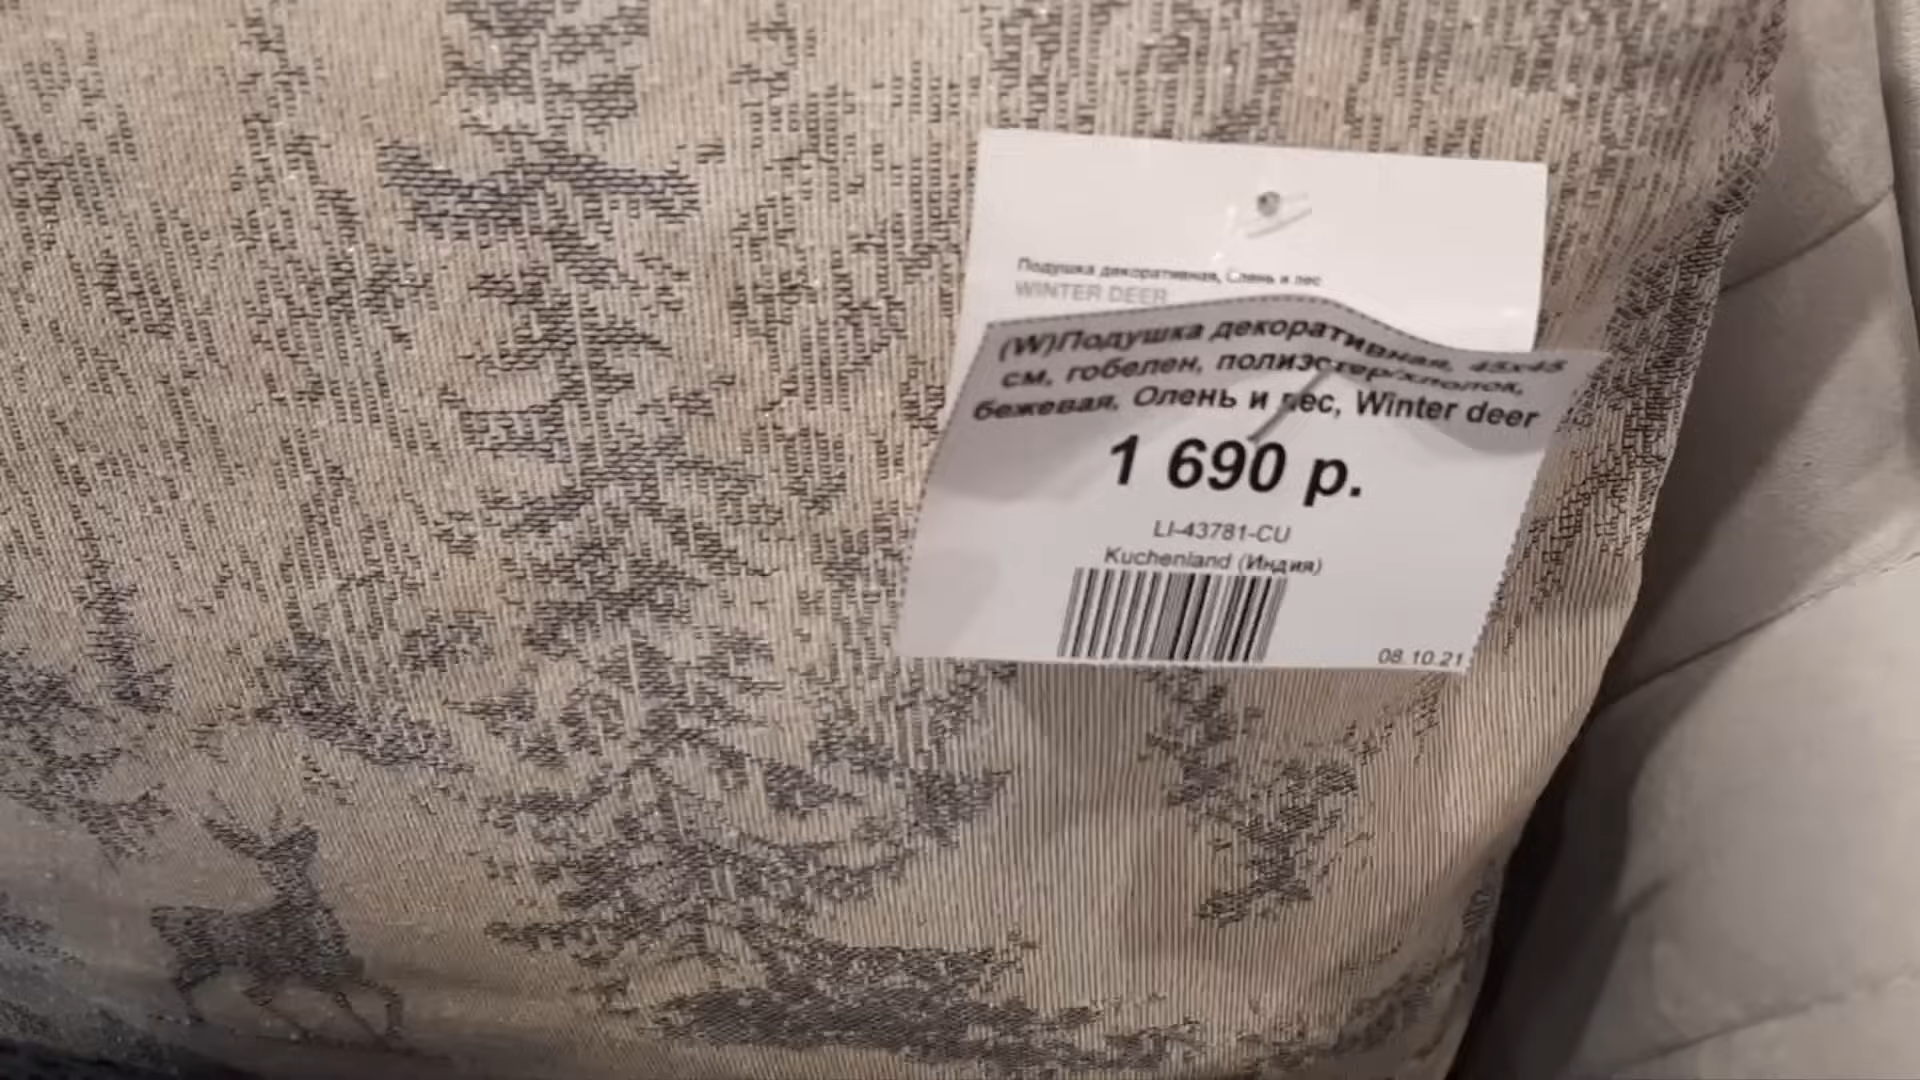 Подушка декоративная, Олень и лес
WINTER DEER
(W)Подушка декоративная, 45x45
см, гобелен, полиэстер/хлопок,
бежевая, Олень и лес, Winter deer
1 690 р.
LI-43781-CU
Kuchenland (Индия)
08.10.21